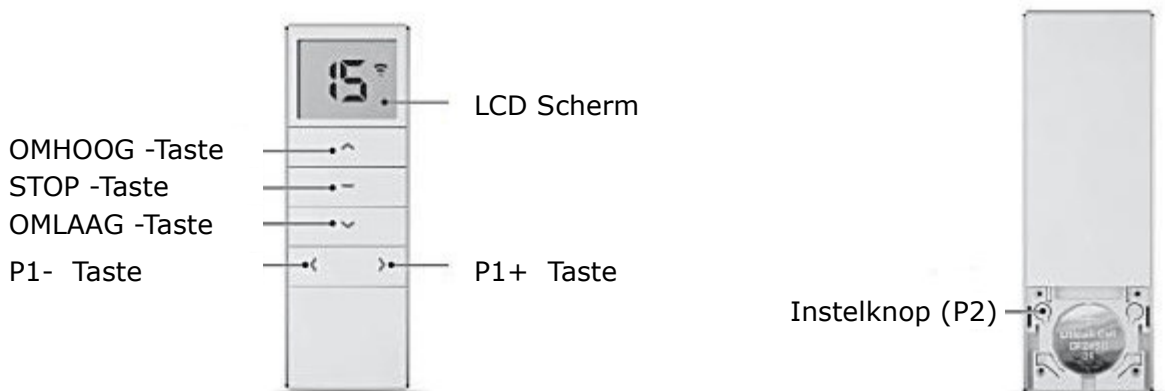 15
LCD Scherm
OMHOOG -Taste
STOP -Taste
OMLAAG -Taste
P1- Taste
P1+ Taste
Instelknop (P2)